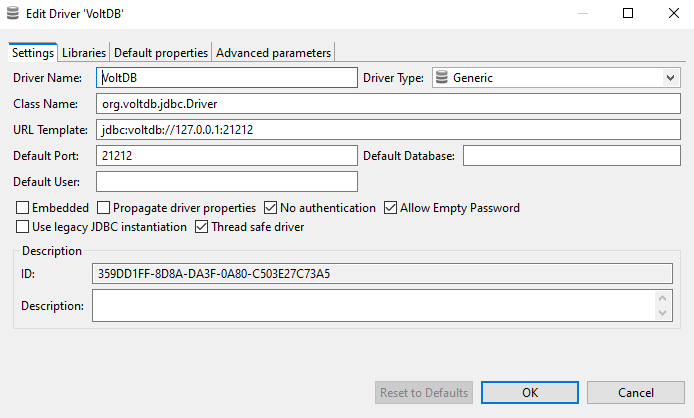 Edit Driver 'VoltDB'
Settings Libraries Default properties Advanced parameters
Driver Name: VoltDB Driver Type: Generic
Class Name: org.voltdb.jdbc.Driver
URL Template: jdbc:voltdb://127.0.0.1:21212
Default Port: 21212 Default Database:
Default User:
Embedded Propagate driver properties No authentication Allow Empty Password
Use legacy JDBC instantiation Thread safe driver
Description
ID: 359DD1FF-8D8A-DA3F-0A80-C503E27C73A5
Description:
Reset to Defaults OK Cancel